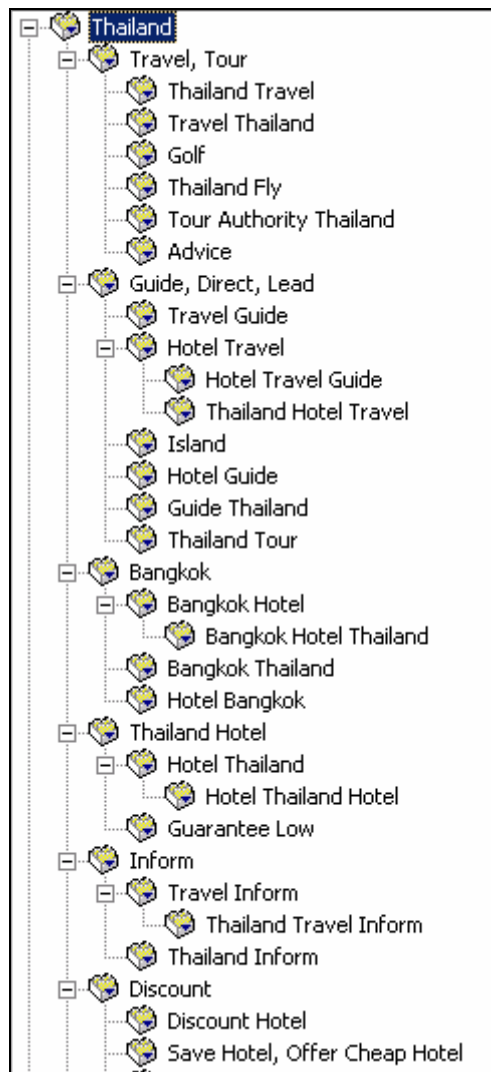 Thailand
Travel, Tour
Thailand Travel
Travel Thailand
Golf
Thailand Fly
Tour Authority Thailand
Advice
Guide, Direct, Lead
Travel Guide
Hotel Travel
Hotel Travel Guide
Thailand Hotel Travel
Island
Hotel Guide
Guide Thailand
Thailand Tour
Bangkok
Bangkok Hotel
Bangkok Hotel Thailand
Bangkok Thailand
Hotel Bangkok
Thailand Hotel
Hotel Thailand
Hotel Thailand Hotel
Guarantee Low
Inform
Travel Inform
Thailand Travel Inform
Thailand Inform
Discount
Discount Hotel
Save Hotel, Offer Cheap Hotel